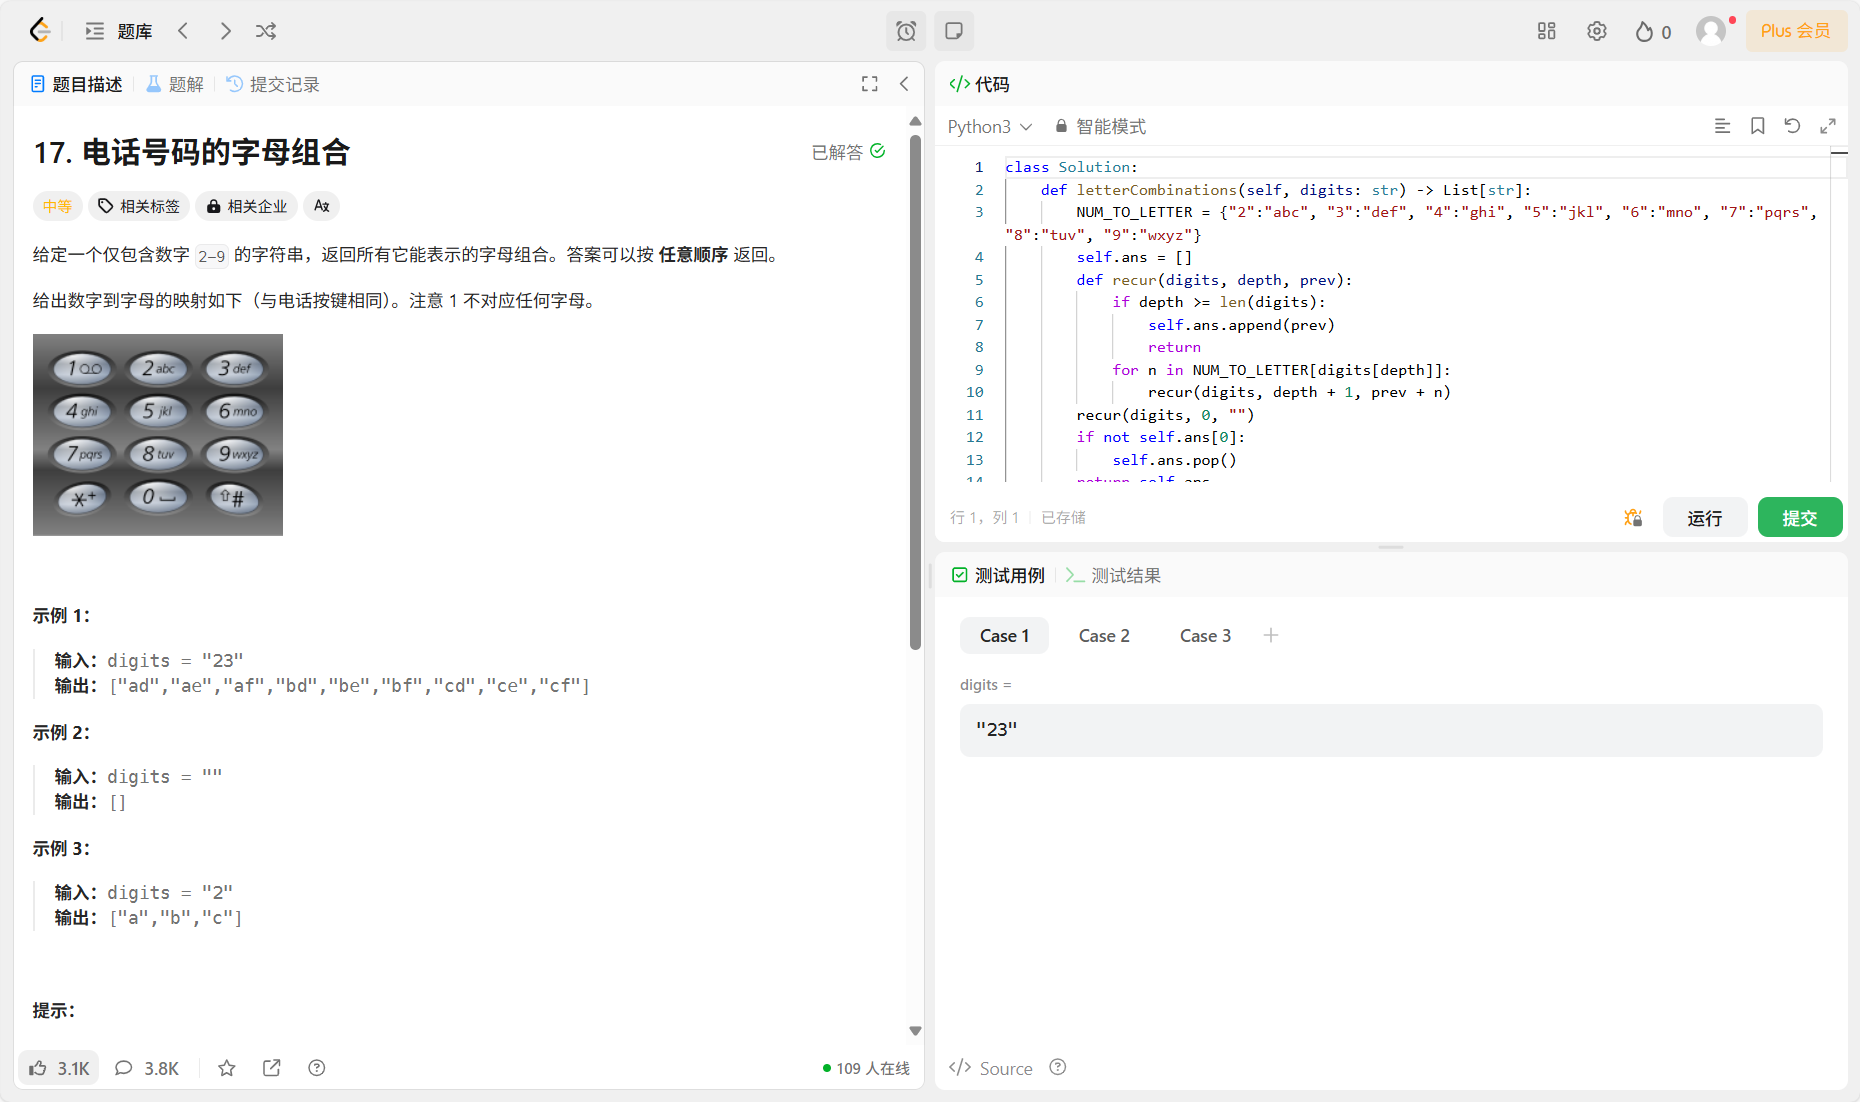 题库
0
Plus 会员
题目描述
题解
提交记录
17. 电话号码的字母组合
已解答
中等
相关标签
相关企业
给定一个仅包含数字 2-9 的字符串，返回所有它能表示的字母组合。答案可以按 任意顺序 返回。
给出数字到字母的映射如下（与电话按键相同）。注意 1 不对应任何字母。
1 2 abc 3 def
4 ghi 5 jkl 6 mno
7 pqrs 8 tuv 9 wxyz
*+ 0 #
示例 1：
输入：digits = "23"
输出：["ad","ae","af","bd","be","bf","cd","ce","cf"]
示例 2：
输入：digits = ""
输出：[]
示例 3：
输入：digits = "2"
输出：["a","b","c"]
提示：
3.1K
3.8K
109 人在线
代码
Python3
智能模式
1 class Solution:
2 def letterCombinations(self, digits: str) -> List[str]:
3 NUM_TO_LETTER = {"2":"abc", "3":"def", "4":"ghi", "5":"jkl", "6":"mno", "7":"pqrs",
"8":"tuv", "9":"wxyz"}
4 self.ans = []
5 def recur(digits, depth, prev):
6 if depth >= len(digits):
7 self.ans.append(prev)
8 return
9 for n in NUM_TO_LETTER[digits[depth]]:
10 recur(digits, depth + 1, prev + n)
11 recur(digits, 0, "")
12 if not self.ans[0]:
13 self.ans.pop()
14 return self.ans
行 1，列 1
已存储
运行
提交
测试用例
测试结果
Case 1
Case 2
Case 3
digits =
"23"
Source